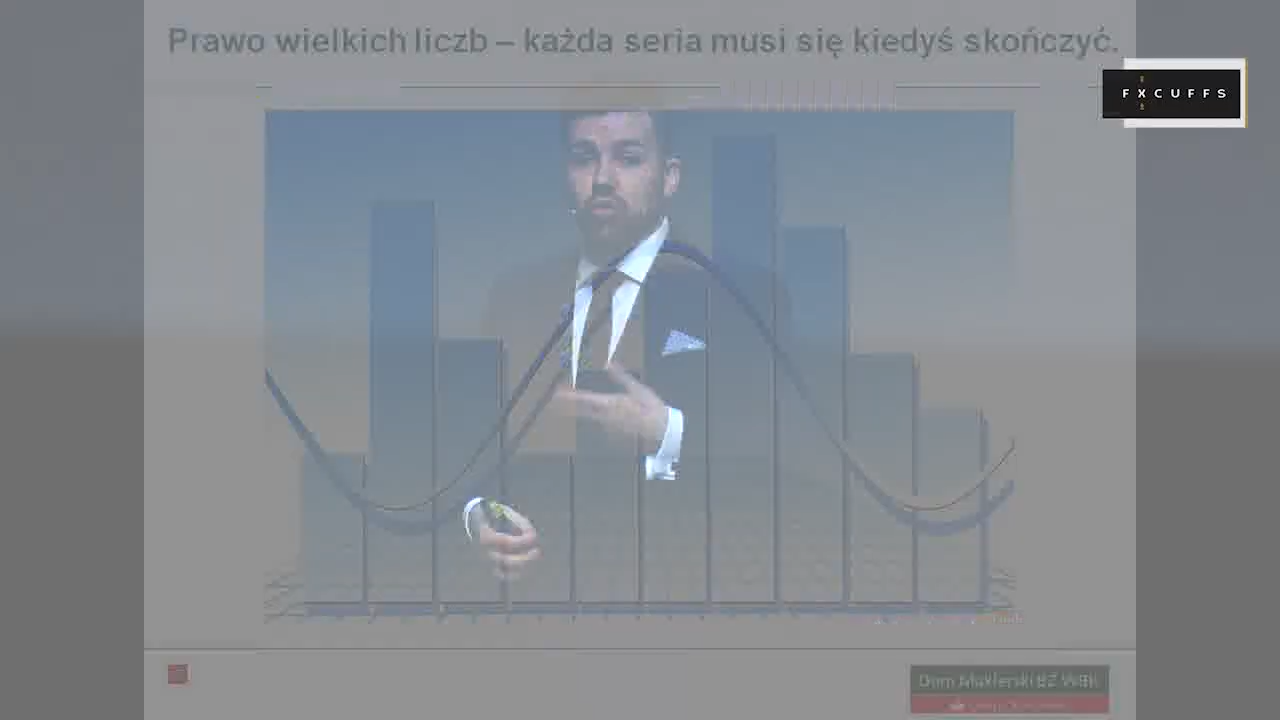 Prawo wielkich liczb – każda seria musi się kiedyś skończyć.
FXCUFFS
Dom Maklerski BZ WBK